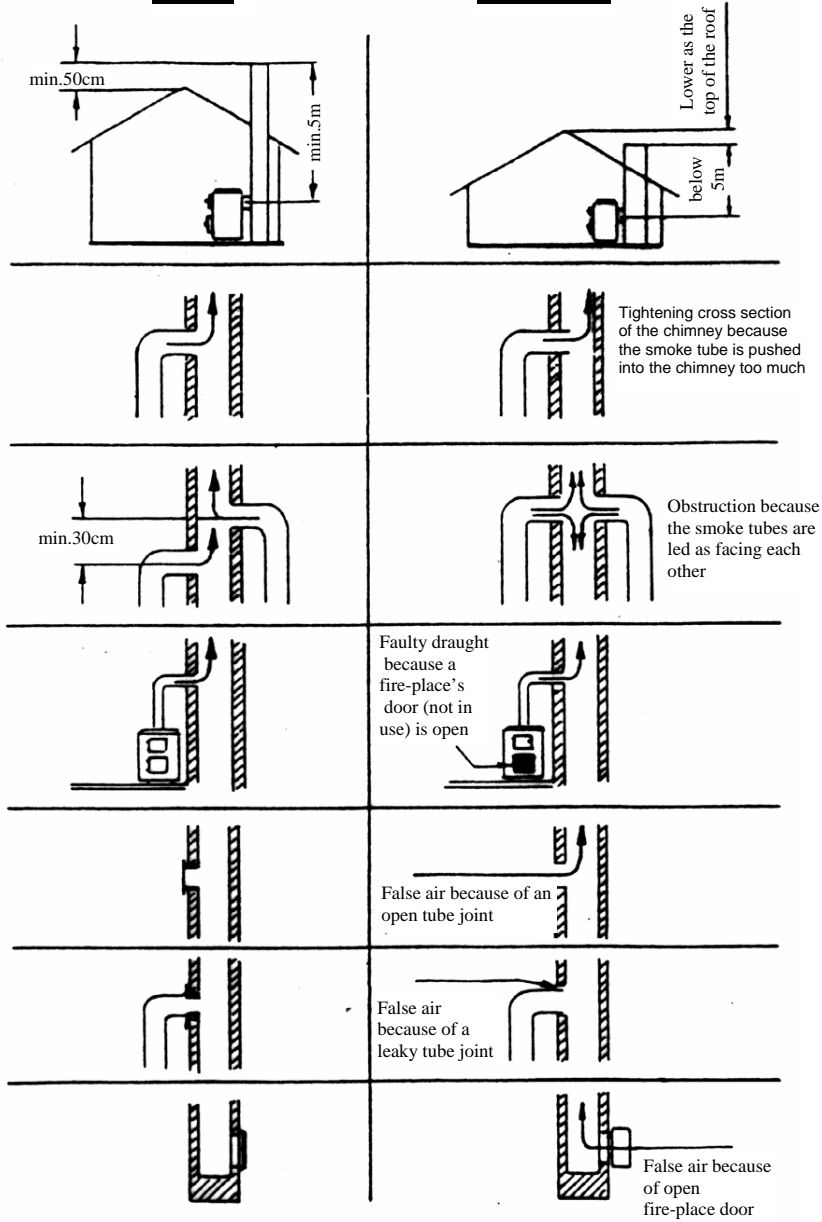 min.50cm
min.5m
Lower as the
top of the roof
below
5m
Tightening cross section
of the chimney because
the smoke tube is pushed
into the chimney too much
min.30cm
Obstruction because
the smoke tubes are
led as facing each
other
Faulty draught
because a
fire-place's
door (not in
use) is open
False air because of an
open tube joint
False air
because of a
leaky tube joint
False air because
of open
fire-place door